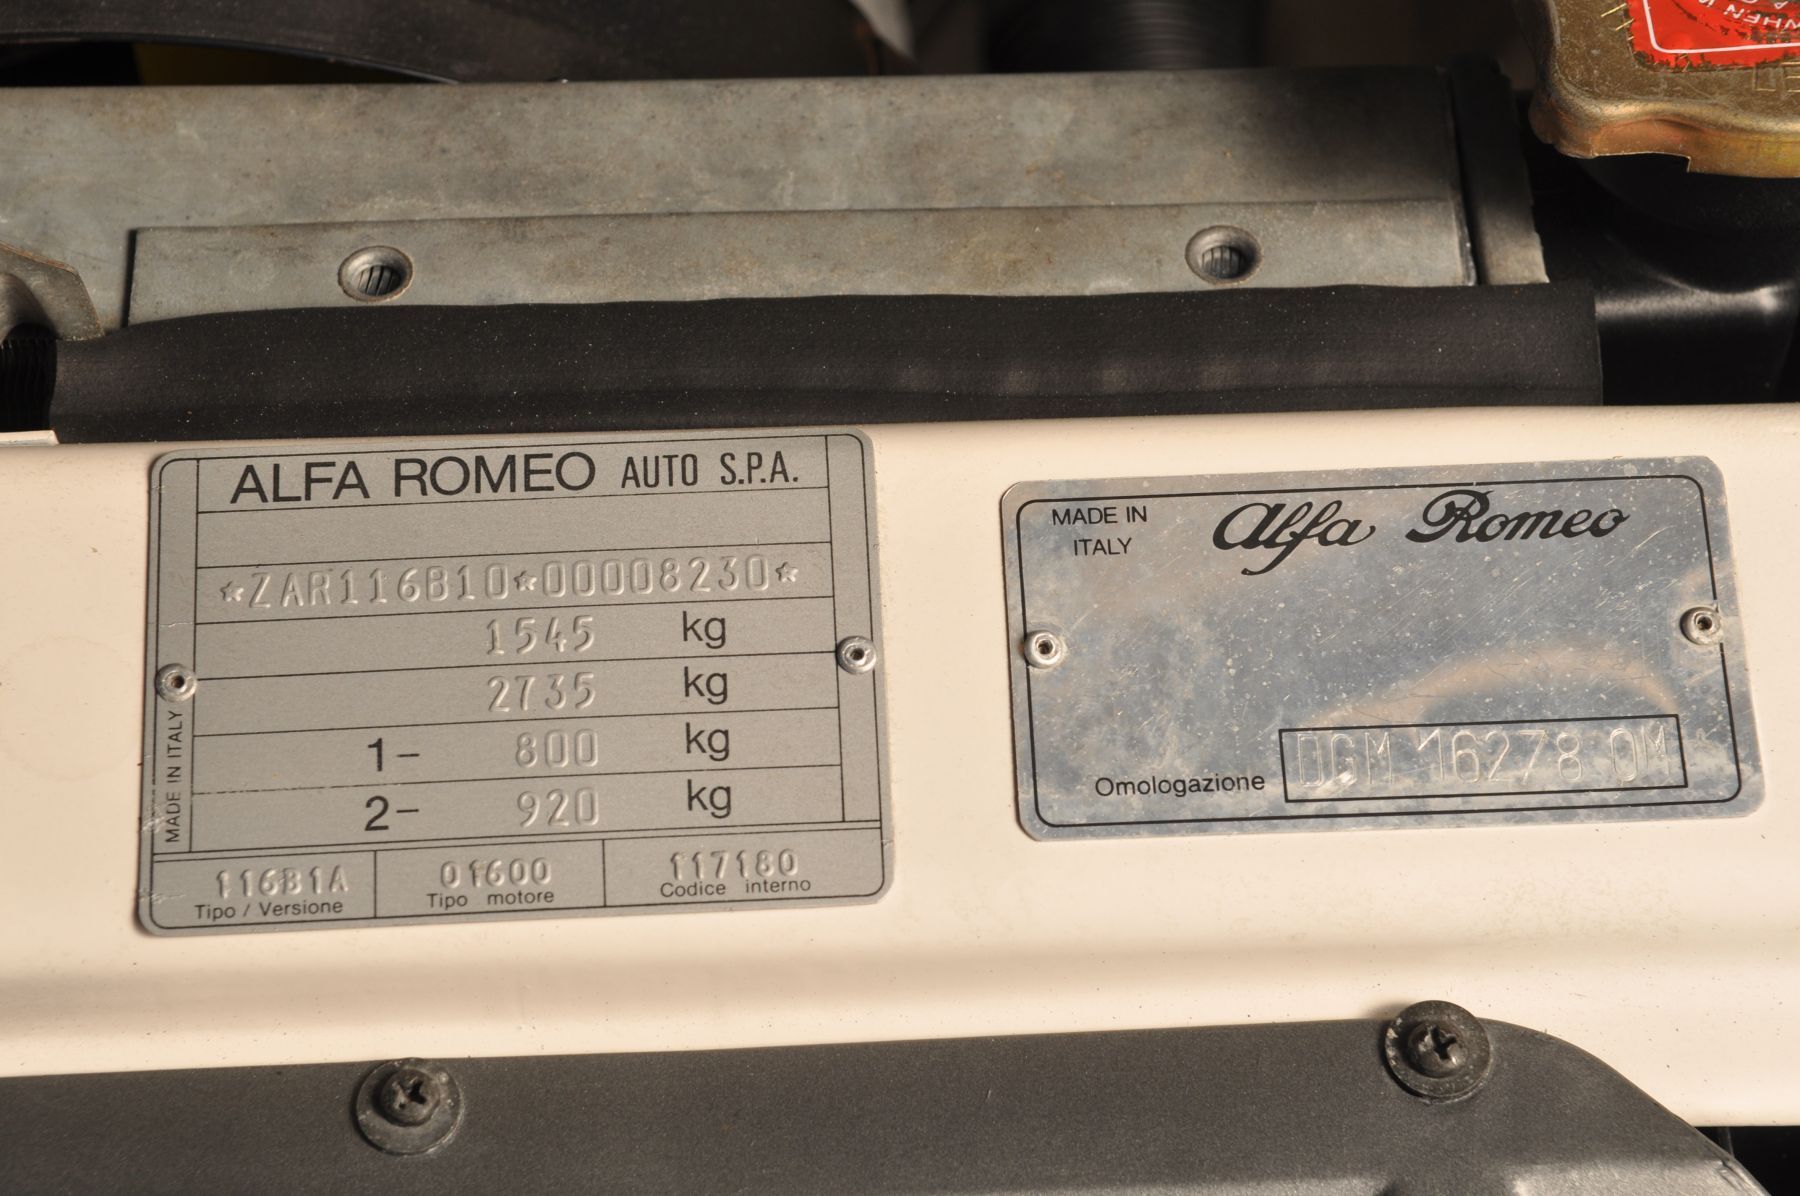 WHEN
ALFA ROMEO AUTO S.P.A.
*ZAR116B10*00008230*
1545 kg
2735 kg
1- 800 kg
2- 920 kg
MADE IN ITALY
116B1A
Tipo / Versione
01600
Tipo motore
117180
Codice interno
MADE IN
ITALY
Alfa Romeo
Omologazione DGM 16278 OM